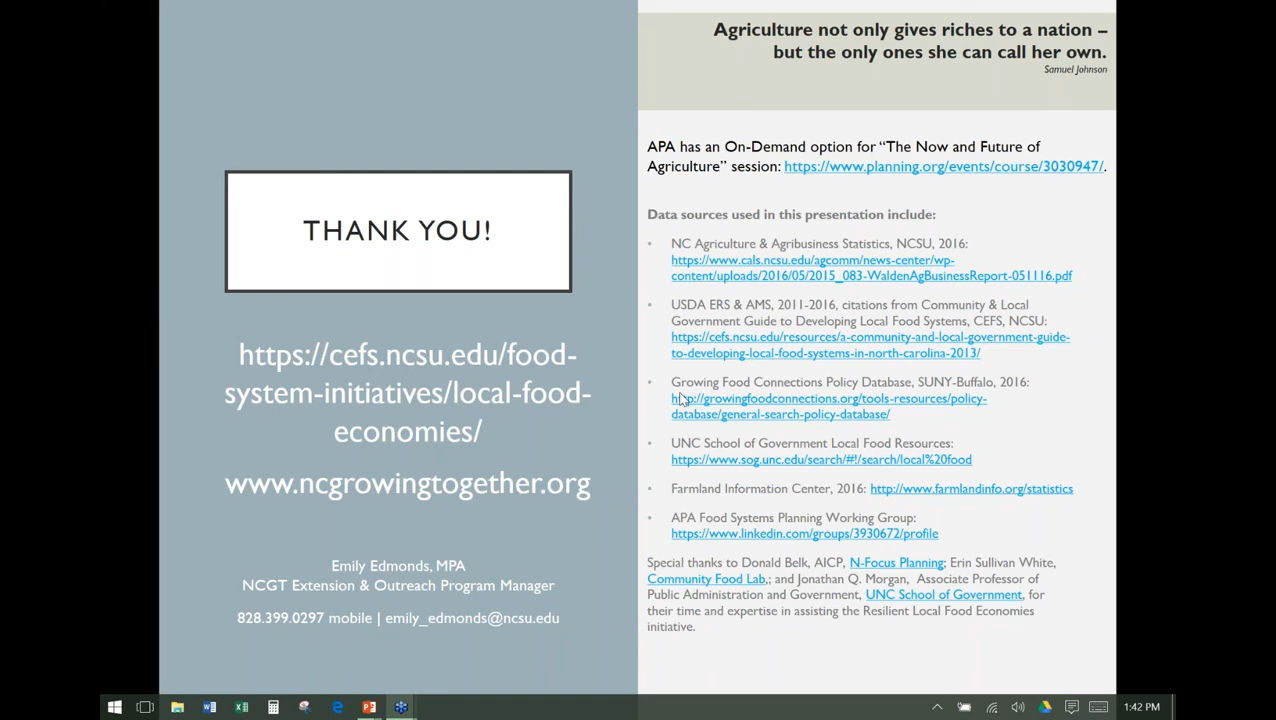 THANK YOU!
https://cefs.ncsu.edu/food-
system-initiatives/local-food-
economies/
www.ncgrowingtogether.org
Emily Edmonds, MPA
NCGT Extension & Outreach Program Manager
828.399.0297 mobile | emily_edmonds@ncsu.edu
Agriculture not only gives riches to a nation –
but the only ones she can call her own.
Samuel Johnson
APA has an On-Demand option for “The Now and Future of
Agriculture” session: https://www.planning.org/events/course/3030947/.
Data sources used in this presentation include:
• NC Agriculture & Agribusiness Statistics, NCSU, 2016:
https://www.cals.ncsu.edu/agcomm/news-center/wp-
content/uploads/2016/05/2015_083-WaldenAgBusinessReport-051116.pdf
• USDA ERS & AMS, 2011-2016, citations from Community & Local
Government Guide to Developing Local Food Systems, CEFS, NCSU:
https://cefs.ncsu.edu/resources/a-community-and-local-government-guide-
to-developing-local-food-systems-in-north-carolina-2013/
• Growing Food Connections Policy Database, SUNY-Buffalo, 2016:
http://growingfoodconnections.org/tools-resources/policy-
database/general-search-policy-database/
• UNC School of Government Local Food Resources:
https://www.sog.unc.edu/search/#!/search/local%20food
• Farmland Information Center, 2016: http://www.farmlandinfo.org/statistics
• APA Food Systems Planning Working Group:
https://www.linkedin.com/groups/3930672/profile
Special thanks to Donald Belk, AICP, N-Focus Planning; Erin Sullivan White,
Community Food Lab,; and Jonathan Q. Morgan, Associate Professor of
Public Administration and Government, UNC School of Government, for
their time and expertise in assisting the Resilient Local Food Economies
initiative.
1:42 PM